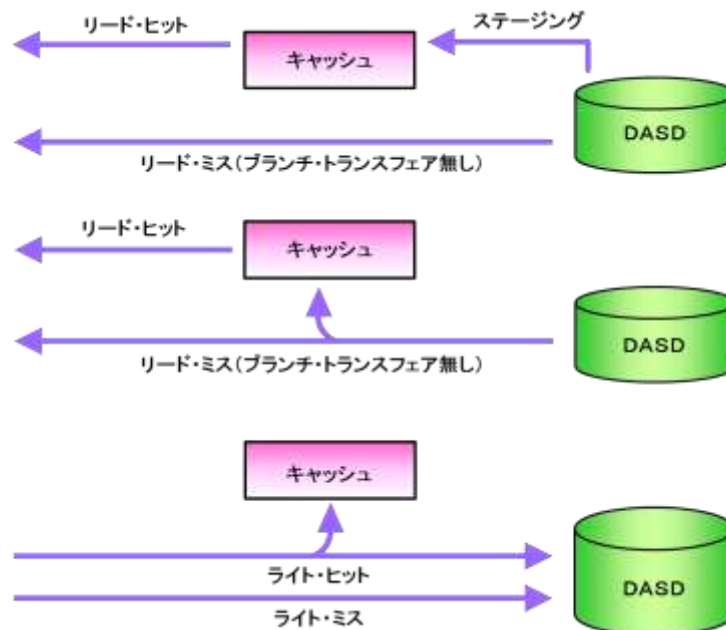 リード・ヒット
ステージング
キャッシュ
DASD
リード・ミス(ブランチ・トランスフェア無し)
リード・ヒット
キャッシュ
DASD
リード・ミス(ブランチ・トランスフェア無し)
キャッシュ
ライト・ヒット
DASD
ライト・ミス